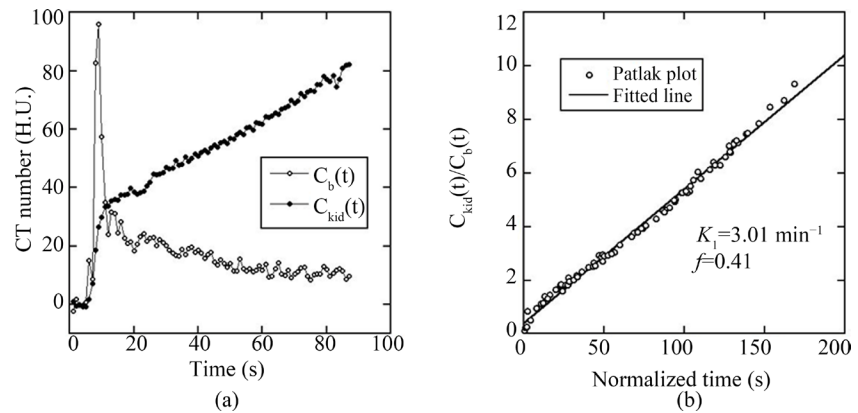 100
80
60
40
20
0
CT number (H.U.)
C_b(t)
C_kid(t)
0 20 40 60 80 100
Time (s)
(a)
12
10
8
6
4
2
0
C_kid(t)/C_b(t)
Patlak plot
Fitted line
K_1=3.01 min^−1
f=0.41
0 50 100 150 200
Normalized time (s)
(b)